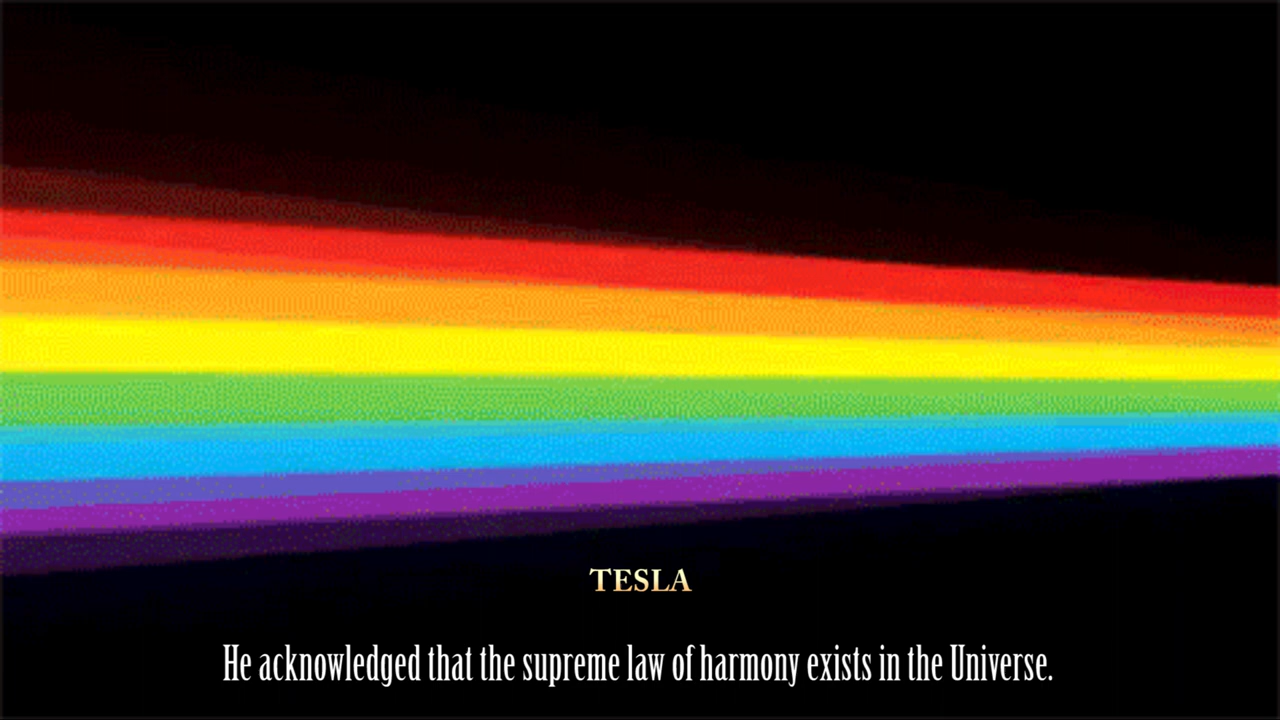 TESLA
He acknowledged that the supreme law of harmony exists in the Universe.